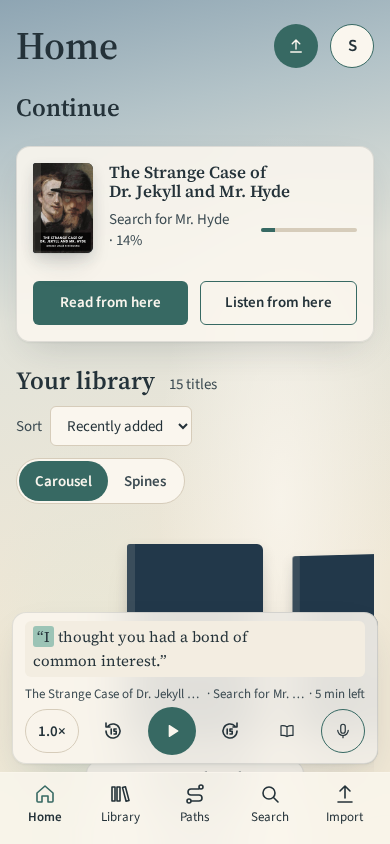 Home
S
Continue
The Strange Case of
Dr. Jekyll and Mr. Hyde
Search for Mr. Hyde
· 14%
THE STRANGE CASE OF
DR. JEKYLL AND MR. HYDE
Read from here
Listen from here
Your library 15 titles
Sort Recently added
Carousel Spines
“I thought you had a bond of
common interest.”
The Strange Case of Dr. Jekyll … · Search for Mr. … · 5 min left
1.0×
15
15
Home Library Paths Search Import